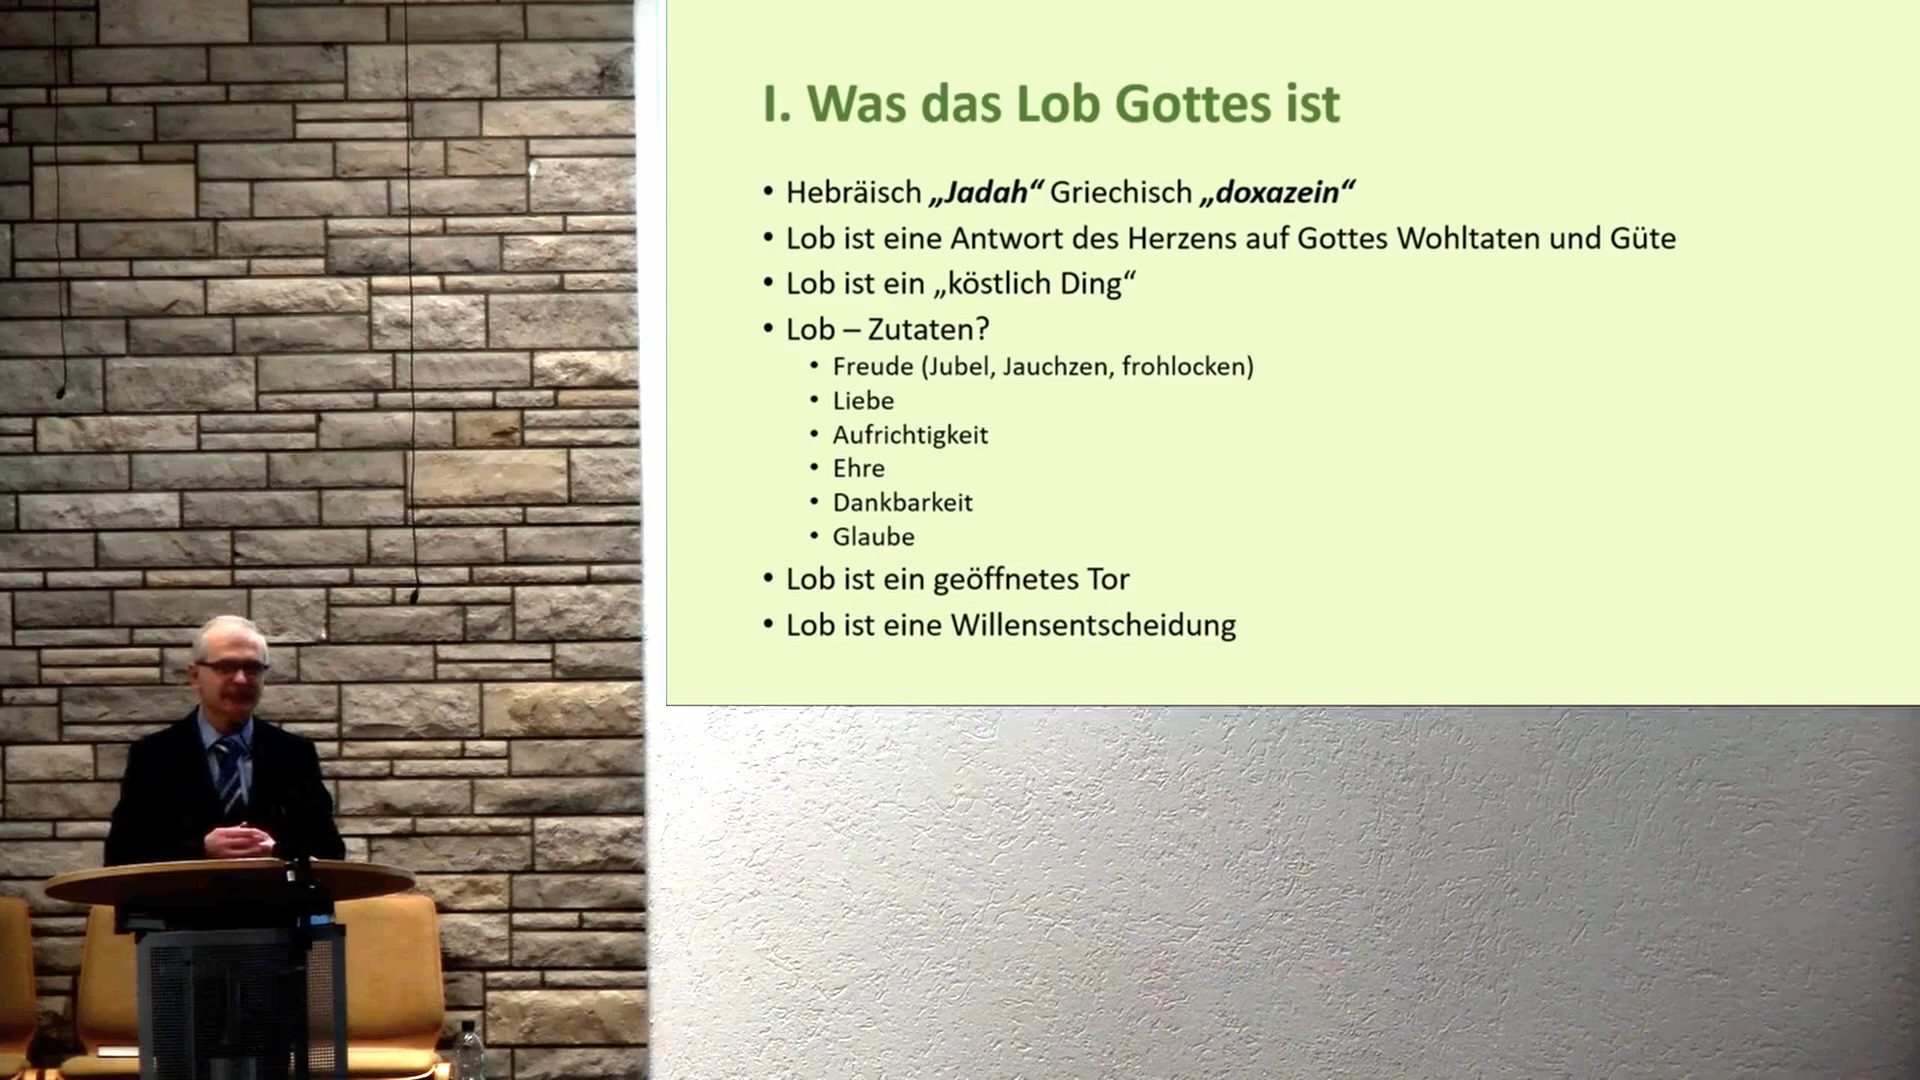 I. Was das Lob Gottes ist
• Hebräisch „Jadah“ Griechisch „doxazein“
• Lob ist eine Antwort des Herzens auf Gottes Wohltaten und Güte
• Lob ist ein „köstlich Ding“
• Lob – Zutaten?
• Freude (Jubel, Jauchzen, frohlocken)
• Liebe
• Aufrichtigkeit
• Ehre
• Dankbarkeit
• Glaube
• Lob ist ein geöffnetes Tor
• Lob ist eine Willensentscheidung